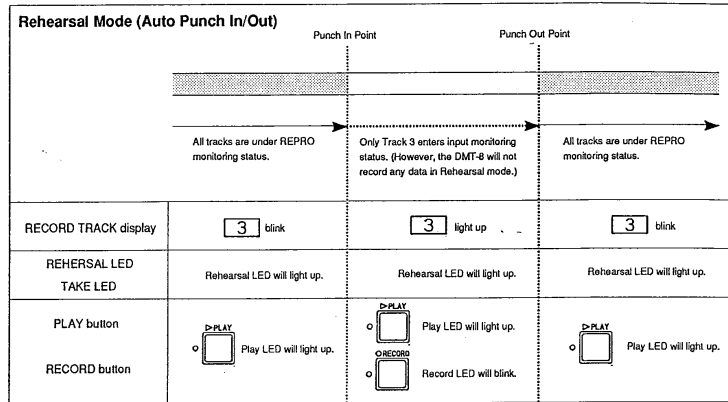 Rehearsal Mode (Auto Punch In/Out)
Punch In Point
Punch Out Point
All tracks are under REPRO
monitoring status.
Only Track 3 enters input monitoring
status. (However, the DMT-8 will not
record any data in Rehearsal mode.)
All tracks are under REPRO
monitoring status.
RECORD TRACK display
3 blink
3 light up
3 blink
REHERSAL LED
TAKE LED
Rehearsal LED will light up.
Rehearsal LED will light up.
Rehearsal LED will light up.
PLAY button
RECORD button
▷PLAY
Play LED will light up.
▷PLAY
Play LED will light up.
○RECORD
Record LED will blink.
▷PLAY
Play LED will light up.